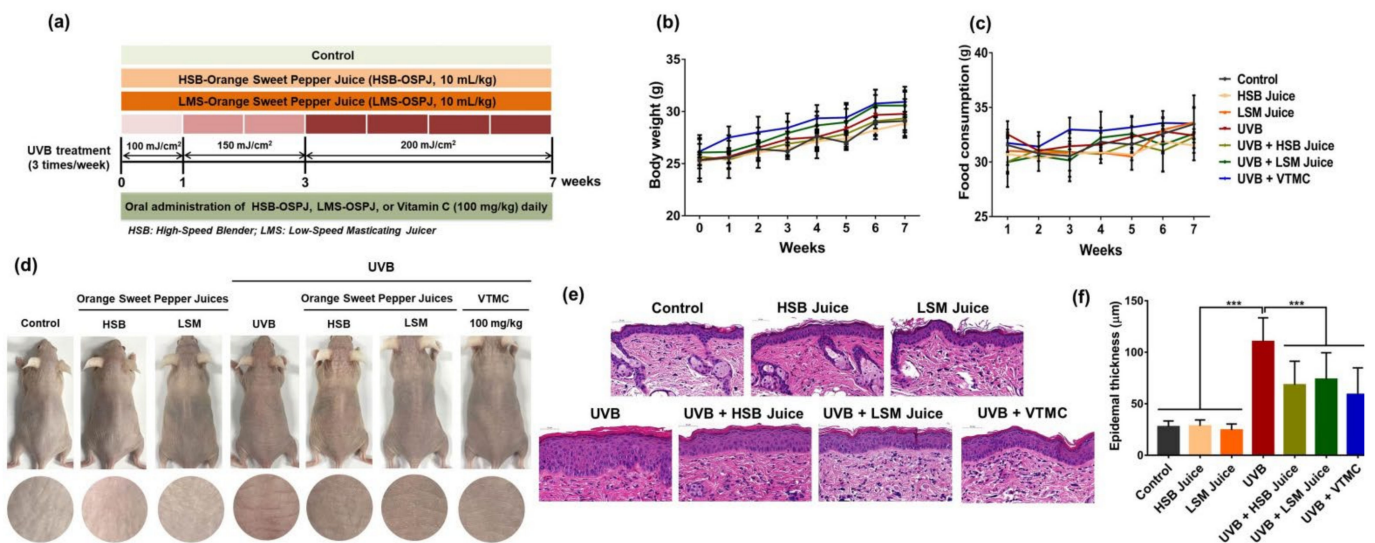 (a)
Control
HSB-Orange Sweet Pepper Juice (HSB-OSPJ, 10 mL/kg)
LMS-Orange Sweet Pepper Juice (LMS-OSPJ, 10 mL/kg)
UVB treatment
(3 times/week)
100 mJ/cm2
150 mJ/cm2
200 mJ/cm2
0
1
3
7 weeks
Oral administration of HSB-OSPJ, LMS-OSPJ, or Vitamin C (100 mg/kg) daily
HSB: High-Speed Blender; LMS: Low-Speed Masticating Juicer
(b)
Body weight (g)
35
30
25
20
0 1 2 3 4 5 6 7
Weeks
(c)
Food consumption (g)
40
35
30
25
1 2 3 4 5 6 7
Weeks
Control
HSB Juice
LSM Juice
UVB
UVB + HSB Juice
UVB + LSM Juice
UVB + VTMC
(d)
UVB
Orange Sweet Pepper Juices
Orange Sweet Pepper Juices
VTMC
Control
HSB
LSM
UVB
HSB
LSM
100 mg/kg
(e)
Control
HSB Juice
LSM Juice
UVB
UVB + HSB Juice
UVB + LSM Juice
UVB + VTMC
(f)
Epidemal thickness (μm)
150
100
50
0
***
***
Control
HSB Juice
LSM Juice
UVB
UVB + HSB Juice
UVB + LSM Juice
UVB + VTMC